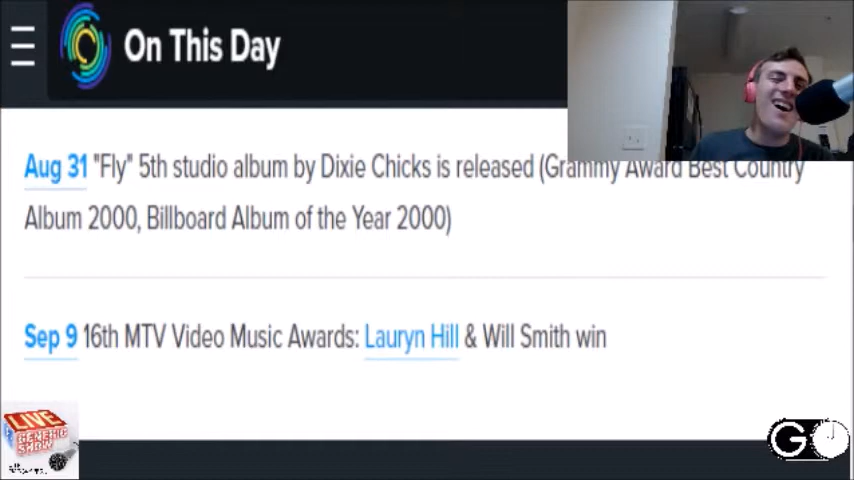 On This Day
Aug 31 "Fly" 5th studio album by Dixie Chicks is released (Grammy Award Best Country
Album 2000, Billboard Album of the Year 2000)
Sep 9 16th MTV Video Music Awards: Lauryn Hill & Will Smith win
LIVE
GENERIC
SHOW
GO